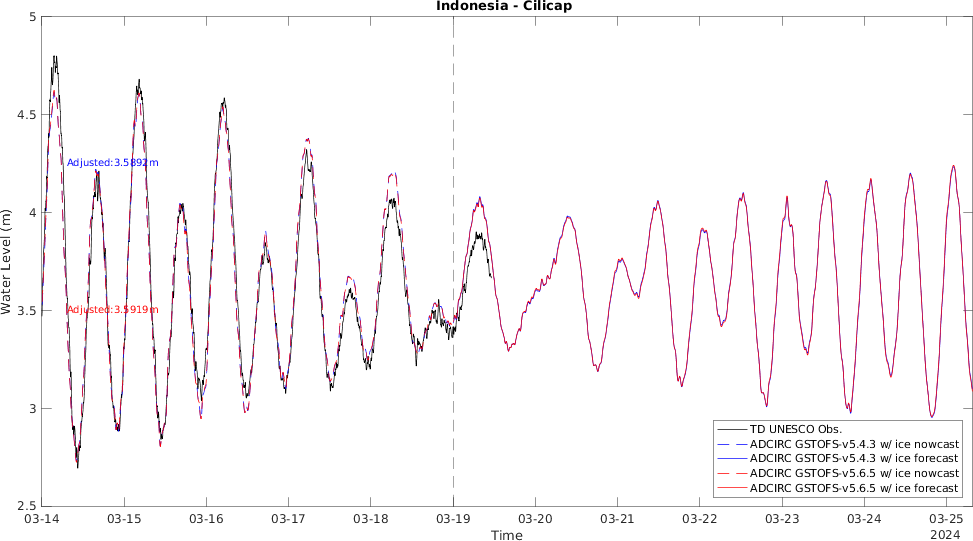 Indonesia - Cilicap
5
4.5
4
3.5
3
2.5
Water Level (m)
Adjusted:3.5892m
Adjusted:3.5919m
TD UNESCO Obs.
ADCIRC GSTOFS-v5.4.3 w/ ice nowcast
ADCIRC GSTOFS-v5.4.3 w/ ice forecast
ADCIRC GSTOFS-v5.6.5 w/ ice nowcast
ADCIRC GSTOFS-v5.6.5 w/ ice forecast
03-14 03-15 03-16 03-17 03-18 03-19 03-20 03-21 03-22 03-23 03-24 03-25
2024
Time